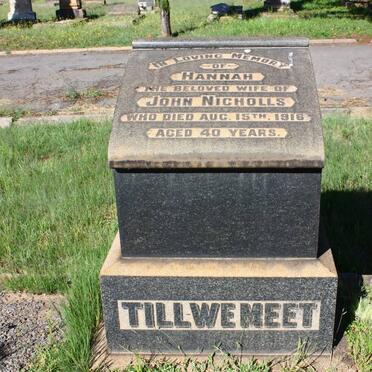 IN LOVING MEMORY
OF
HANNAH
THE BELOVED WIFE OF
JOHN NICHOLLS
WHO DIED AUG. 15TH, 1916
AGED 40 YEARS.
TILL WE MEET